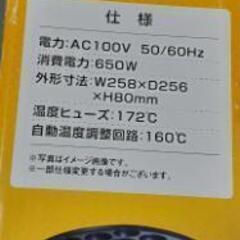 仕様
電力:AC100V 50/60Hz
消費電力:650W
外形寸法:W258×D256
×H80mm
温度ヒューズ:172℃
自動温度調整回路:160℃
※写真はイメージです。
※一部仕様変更する場合がございます。